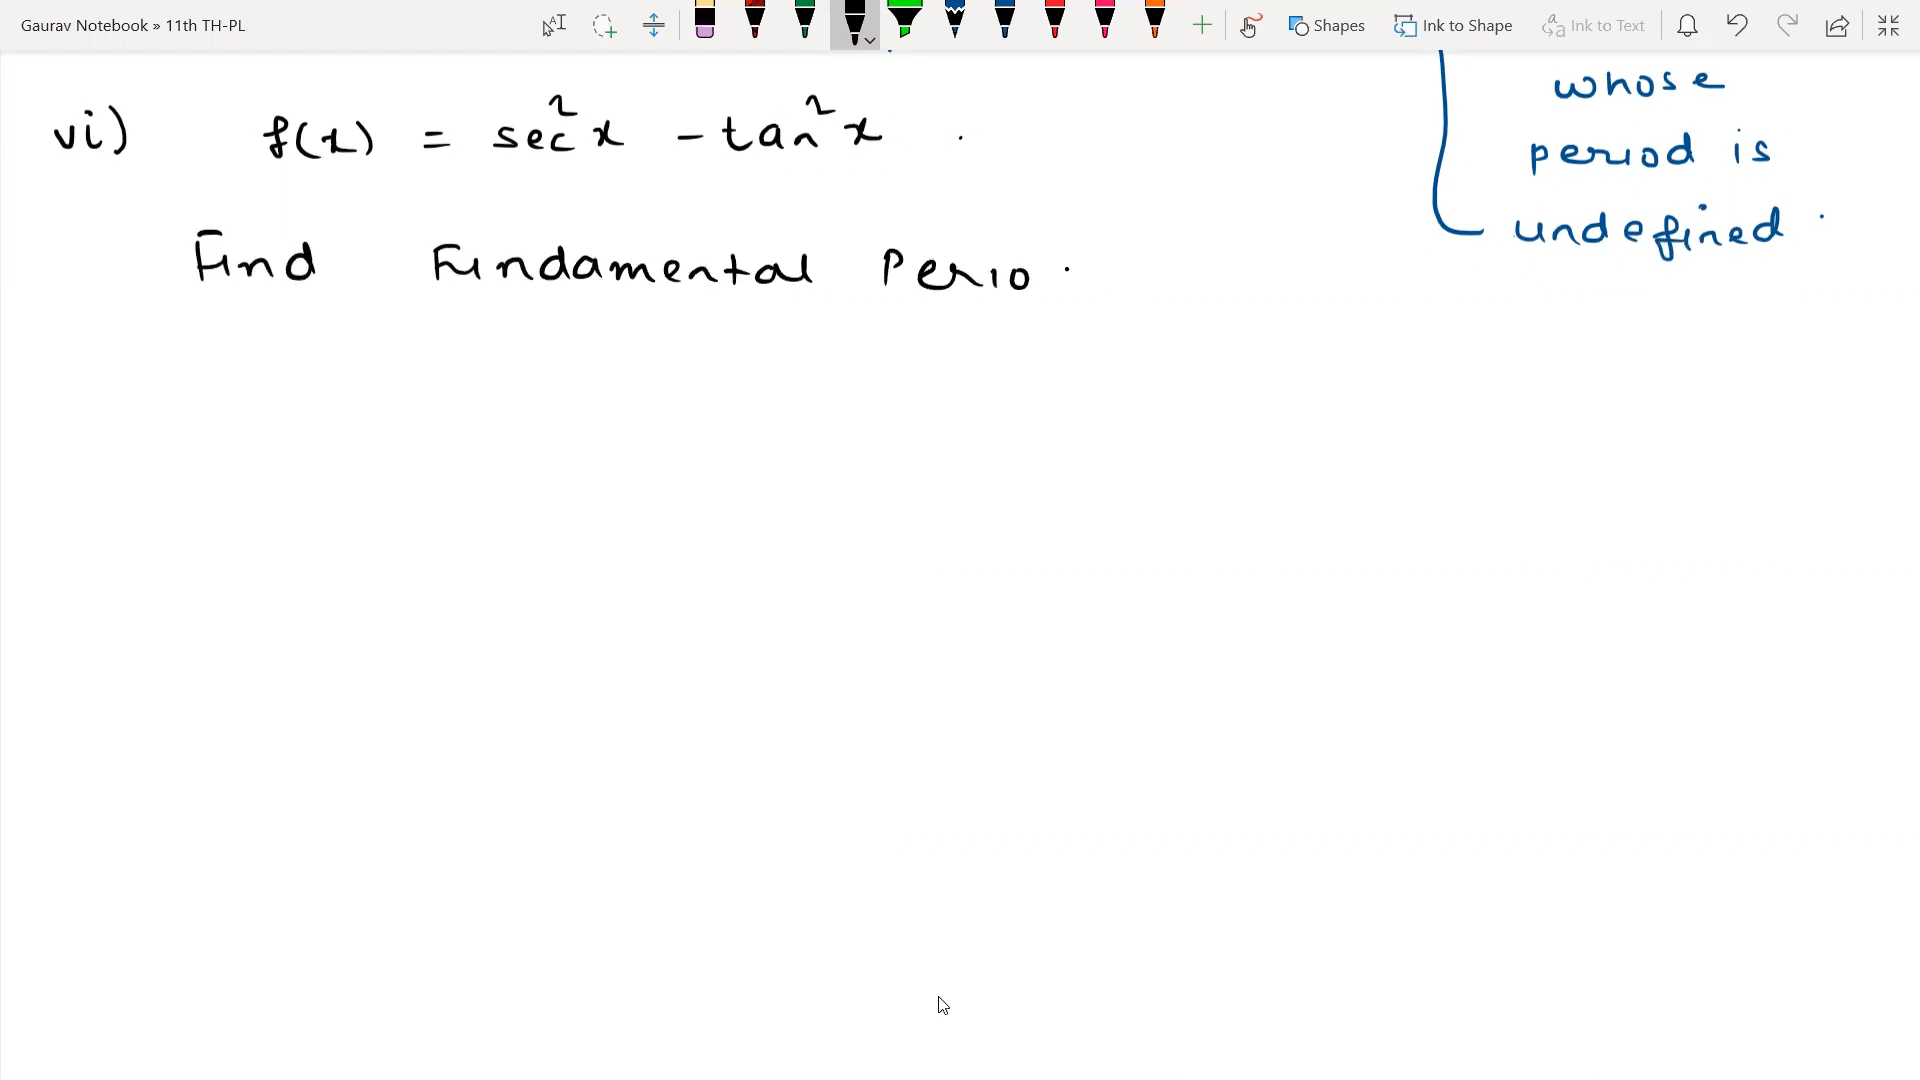 Gaurav Notebook » 11th TH-PL
Shapes
Ink to Shape
Ink to Text
vi) f(x) = sec²x - tan²x .
Find Fundamental Perio .
whose
period is
undefined .